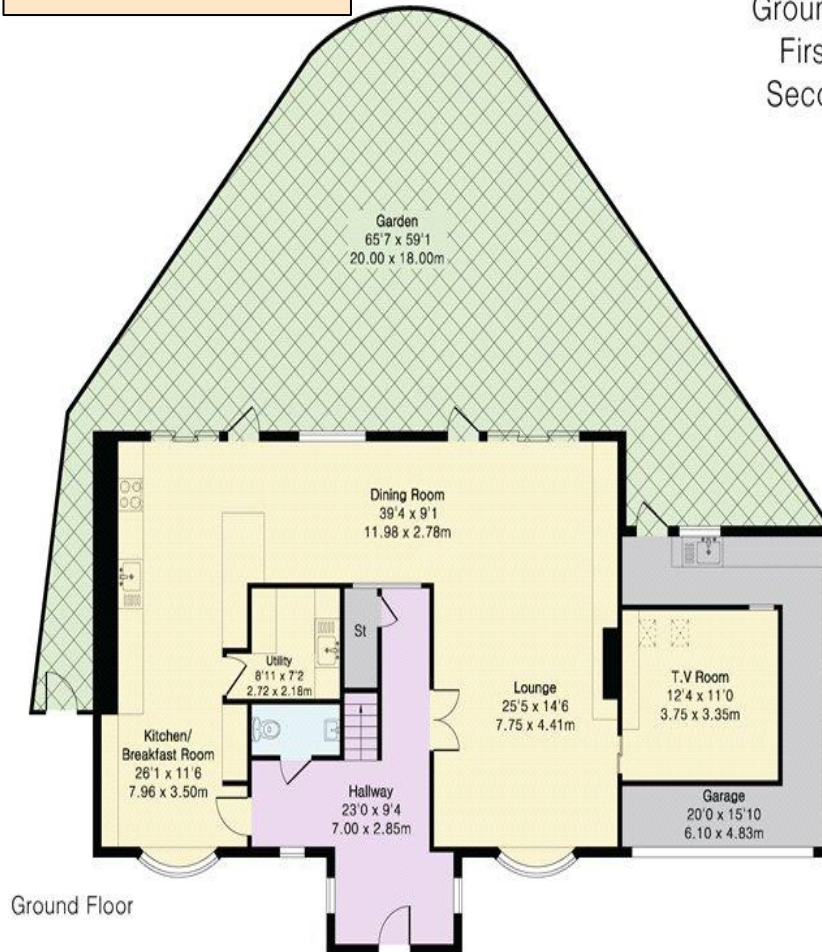 Groun
Firs
Seco
Garden
65'7 x 59'1
20.00 x 18.00m
Dining Room
39'4 x 9'1
11.98 x 2.78m
St
Utility
8'11 x 7'2
2.72 x 2.18m
T.V Room
12'4 x 11'0
3.75 x 3.35m
Lounge
25'5 x 14'6
7.75 x 4.41m
Kitchen/
Breakfast Room
26'1 x 11'6
7.96 x 3.50m
Hallway
23'0 x 9'4
7.00 x 2.85m
Garage
20'0 x 15'10
6.10 x 4.83m
Ground Floor